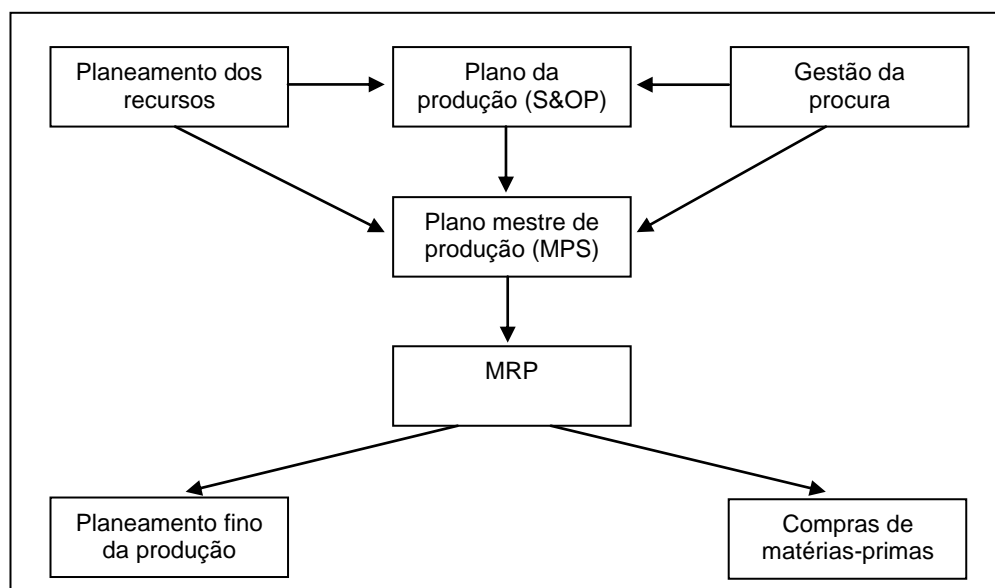 Planeamento dos
recursos
Plano da
produção (S&OP)
Gestão da
procura
Plano mestre de
produção (MPS)
MRP
Planeamento fino
da produção
Compras de
matérias-primas